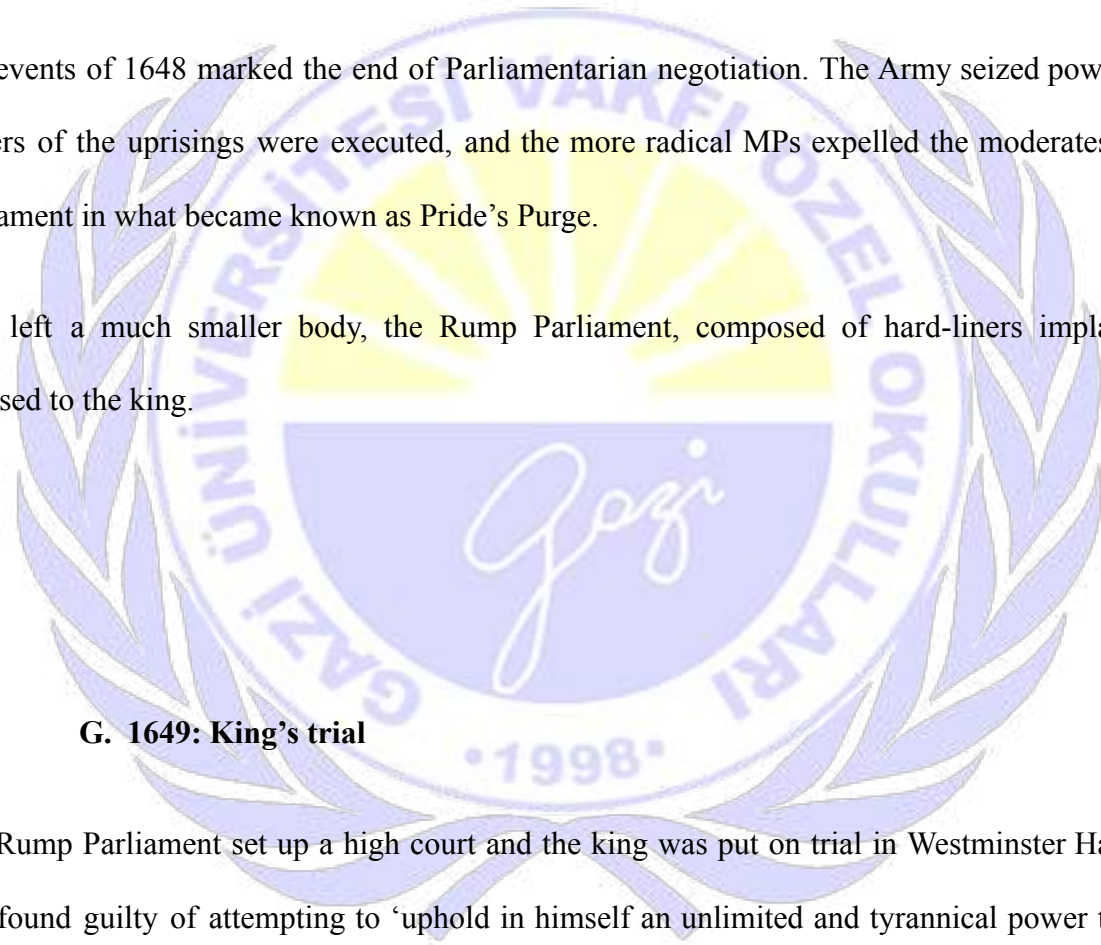 events of 1648 marked the end of Parliamentarian negotiation. The Army seized pow
ers of the uprisings were executed, and the more radical MPs expelled the moderates
ament in what became known as Pride's Purge.
left a much smaller body, the Rump Parliament, composed of hard-liners impla
sed to the king.
GAZİ ÜNİVERSİTESİ VAKFI ÖZEL OKULLARI
Gazi
G. 1649: King's trial
•1998•
Rump Parliament set up a high court and the king was put on trial in Westminster Ha
found guilty of attempting to 'uphold in himself an unlimited and tyrannical power t